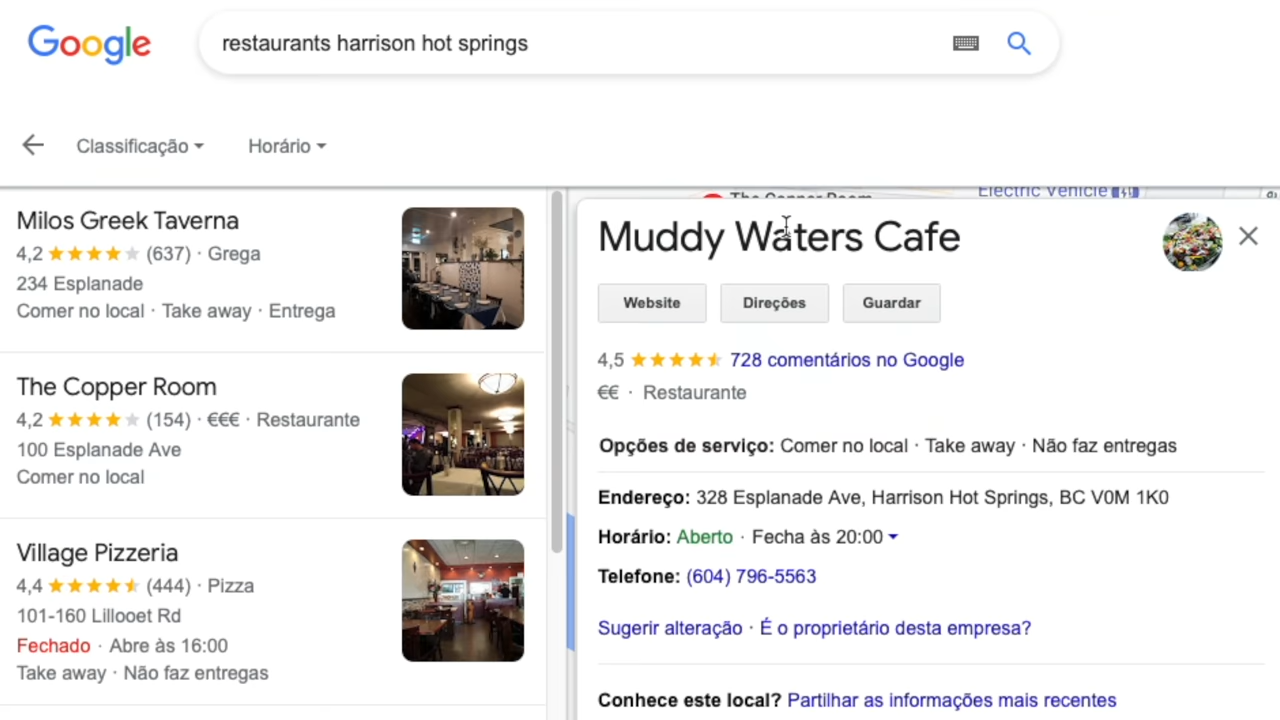 Google
restaurants harrison hot springs
Classificação
Horário
Milos Greek Taverna
4,2 (637) · Grega
234 Esplanade
Comer no local · Take away · Entrega
The Copper Room
4,2 (154) · €€€ · Restaurante
100 Esplanade Ave
Comer no local
Village Pizzeria
4,4 (444) · Pizza
101-160 Lillooet Rd
Fechado · Abre às 16:00
Take away · Não faz entregas
The Copper Room
Electric Vehicle
Muddy Waters Cafe
Website
Direções
Guardar
4,5 728 comentários no Google
€€ · Restaurante
Opções de serviço: Comer no local · Take away · Não faz entregas
Endereço: 328 Esplanade Ave, Harrison Hot Springs, BC V0M 1K0
Horário: Aberto · Fecha às 20:00
Telefone: (604) 796-5563
Sugerir alteração · É o proprietário desta empresa?
Conhece este local? Partilhar as informações mais recentes